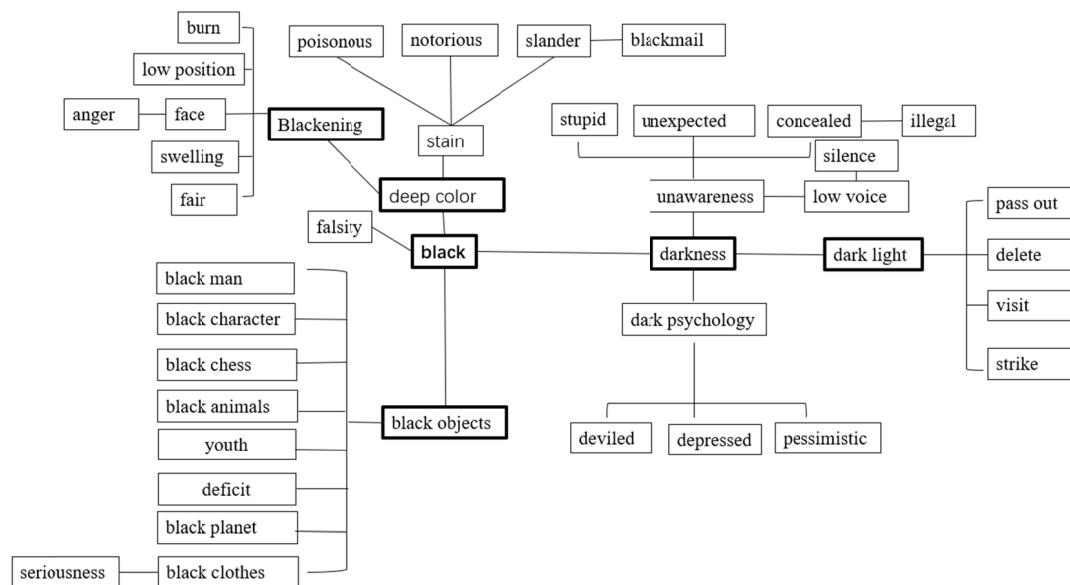 burn
poisonous
notorious
slander
blackmail
low position
anger
face
Blackening
stupid
unexpected
concealed
illegal
stain
silence
swelling
fair
deep color
unawareness
low voice
pass out
falsity
black
darkness
dark light
delete
black man
visit
black character
dark psychology
black chess
strike
black animals
black objects
youth
deviled
depressed
pessimistic
deficit
black planet
seriousness
black clothes